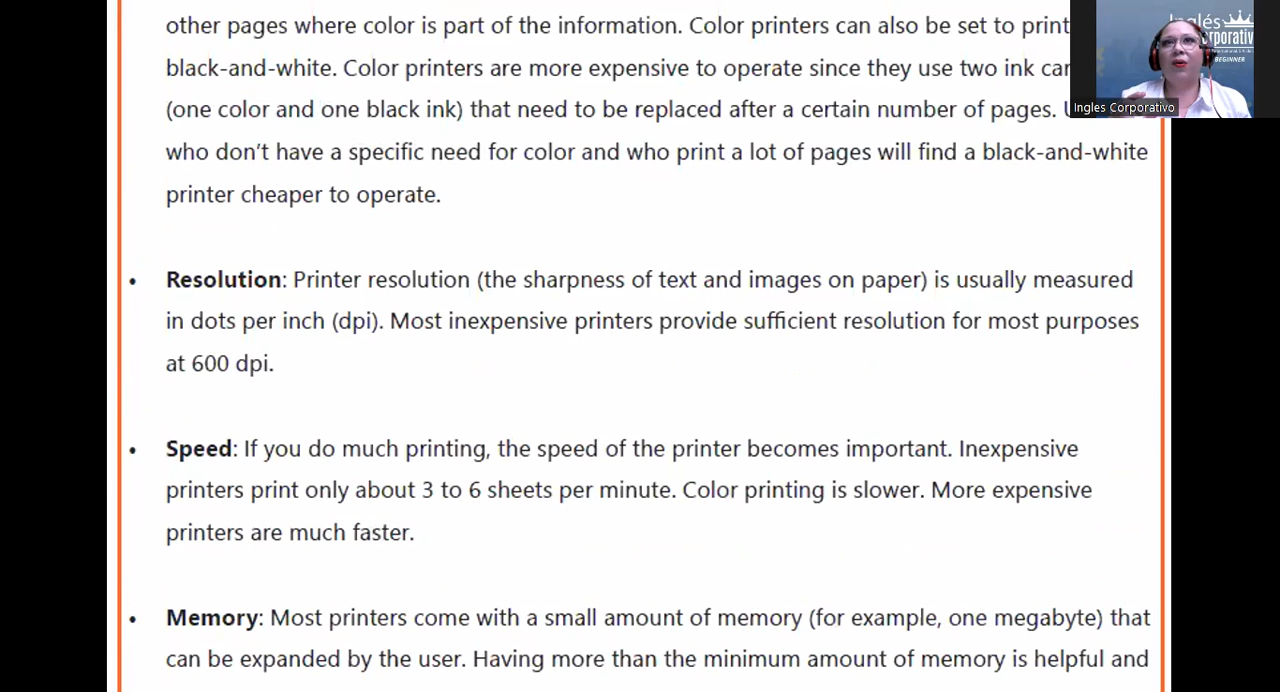 other pages where color is part of the information. Color printers can also be set to print
black-and-white. Color printers are more expensive to operate since they use two ink
(one color and one black ink) that need to be replaced after a certain number of pages.
who don't have a specific need for color and who print a lot of pages will find a black-and-white
printer cheaper to operate.
• Resolution: Printer resolution (the sharpness of text and images on paper) is usually measured
in dots per inch (dpi). Most inexpensive printers provide sufficient resolution for most purposes
at 600 dpi.
• Speed: If you do much printing, the speed of the printer becomes important. Inexpensive
printers print only about 3 to 6 sheets per minute. Color printing is slower. More expensive
printers are much faster.
• Memory: Most printers come with a small amount of memory (for example, one megabyte) that
can be expanded by the user. Having more than the minimum amount of memory is helpful and
Inglés
BEGINNER
Ingles Corporativo